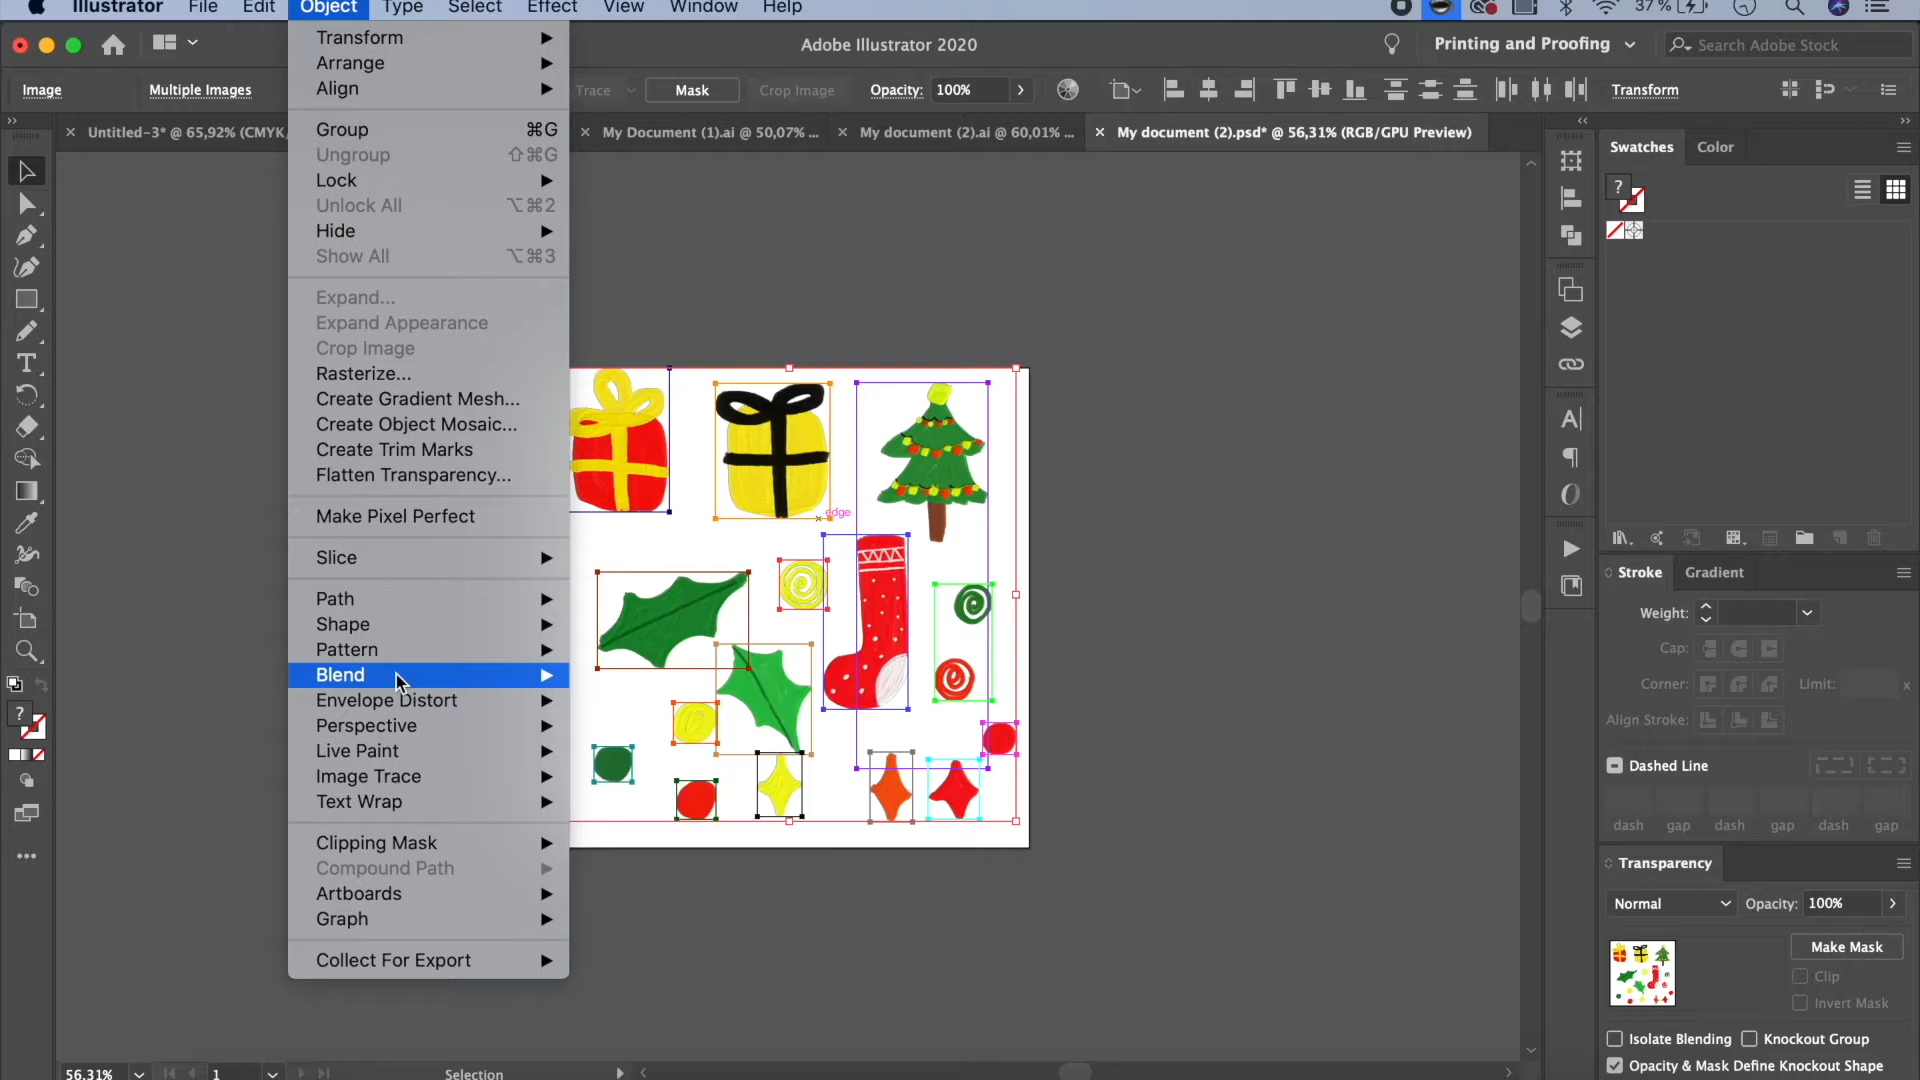 Illustrator File Edit Object Type Select Effect View Window Help 37 %
Adobe Illustrator 2020 Printing and Proofing Search Adobe Stock
Image Multiple Images Trace Mask Crop Image Opacity: 100% Transform
Untitled-3* @ 65,92% (CMYK/ My Document (1).ai @ 50,07% ... My document (2).ai @ 60,01% ... My document (2).psd* @ 56,31% (RGB/GPU Preview)
Transform
Arrange
Align
Group ⌘G
Ungroup ⇧⌘G
Lock
Unlock All ⌥⌘2
Hide
Show All ⌥⌘3
Expand...
Expand Appearance
Crop Image
Rasterize...
Create Gradient Mesh...
Create Object Mosaic...
Create Trim Marks
Flatten Transparency...
Make Pixel Perfect
Slice
Path
Shape
Pattern
Blend
Envelope Distort
Perspective
Live Paint
Image Trace
Text Wrap
Clipping Mask
Compound Path
Artboards
Graph
Collect For Export
edge
Swatches Color
?
Stroke Gradient
Weight:
Cap:
Corner: Limit: x
Align Stroke:
Dashed Line
dash gap dash gap dash gap
Transparency
Normal Opacity: 100%
Make Mask
Clip
Invert Mask
Isolate Blending Knockout Group
Opacity & Mask Define Knockout Shape
?
56,31% 1 Selection